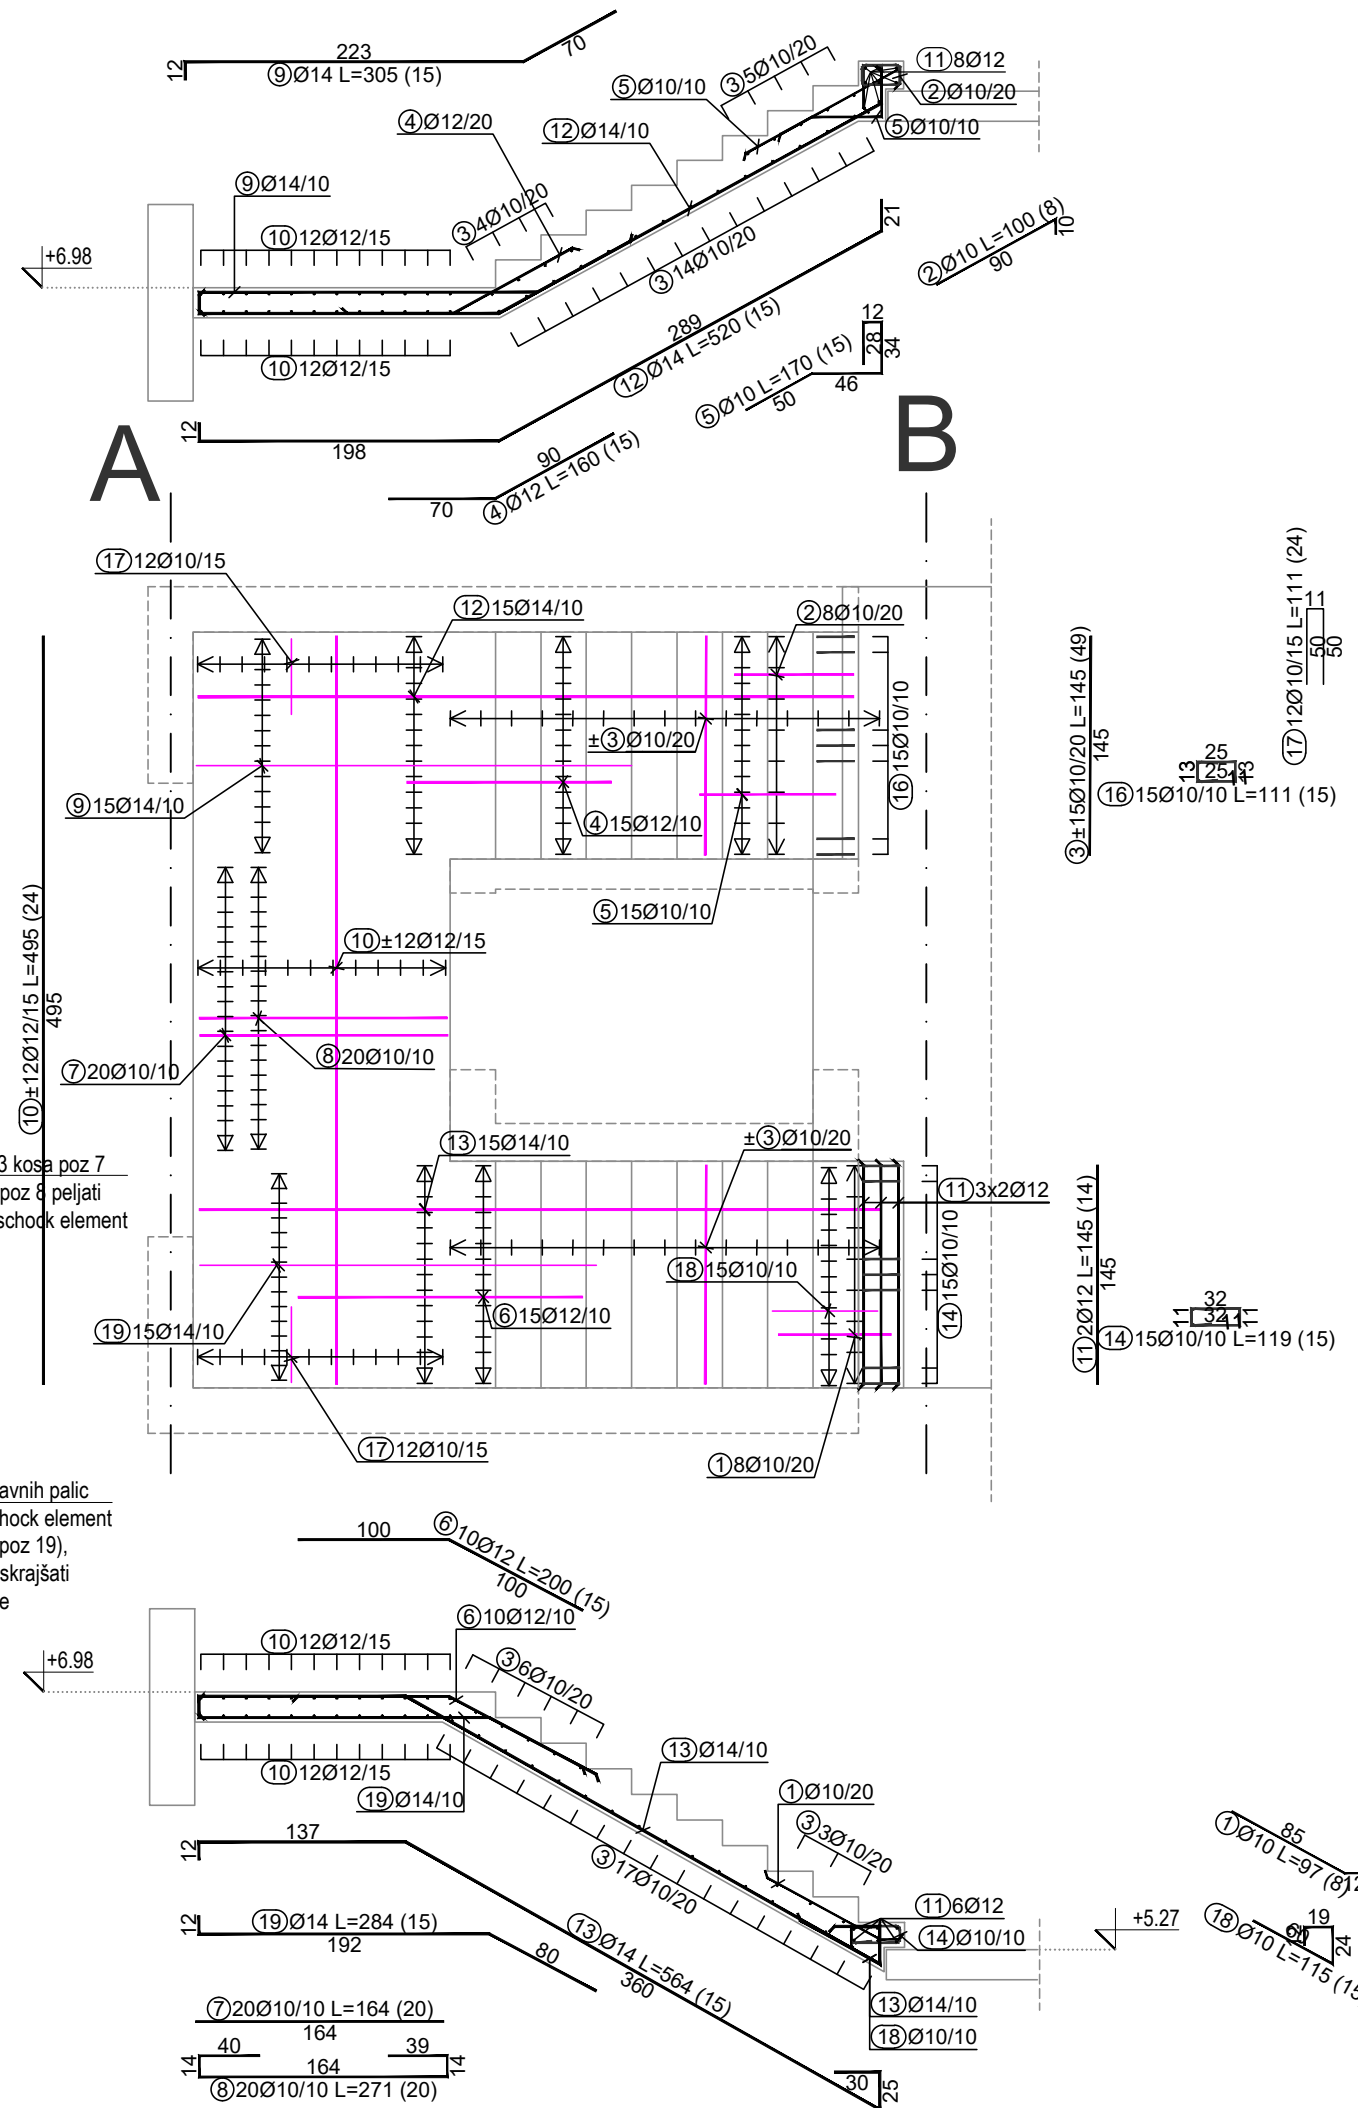 223
12
70
⑨Ø14 L=305 (15)
③5Ø10/20
⑪8Ø12
⑤Ø10/10
②Ø10/20
④Ø12/20
⑫Ø14/10
⑤Ø10/10
⑨Ø14/10
③4Ø10/20
⑩12Ø12/15
+6.98
③14Ø10/20
21
②Ø10 L=100 (8)
90
10
⑩12Ø12/15
289
⑫Ø14 L=520 (15)
12
28
34
46
⑤Ø10 L=170 (15)
50
12
198
A
B
90
④Ø12 L=160 (15)
70
⑰12Ø10/15
⑫15Ø14/10
②8Ø10/20
⑰12Ø10/15 L=111 (24)
11
50
50
±③Ø10/20
⑯15Ø10/10
③±15Ø10/20 L=145 (49)
145
25
13
25
13
⑯15Ø10/10 L=111 (15)
⑨15Ø14/10
④15Ø12/10
⑤15Ø10/10
⑩±12Ø12/15 L=495 (24)
495
⑩±12Ø12/15
⑦20Ø10/10
⑧20Ø10/10
3 kosa poz 7
poz 8 peljati
schock element
⑬15Ø14/10
±③Ø10/20
⑪3x2Ø12
⑭15Ø10/10
⑱15Ø10/10
⑲15Ø14/10
⑥15Ø12/10
⑪2Ø12 L=145 (14)
145
32
11
32
11
11
⑭15Ø10/10 L=119 (15)
⑰12Ø10/15
①8Ø10/20
avnih palic
hock element
poz 19),
skrajšati
e
100
⑥10Ø12 L=200 (15)
100
⑥10Ø12/10
⑩12Ø12/15
+6.98
③6Ø10/20
⑬Ø14/10
⑩12Ø12/15
⑲Ø14/10
①Ø10/20
③3Ø10/20
③17Ø10/20
85
①Ø10 L=97 (8)
12
137
12
⑪6Ø12
⑭Ø10/10
+5.27
⑱Ø10 L=115 (15
19
24
⑲Ø14 L=284 (15)
12
192
80
⑬Ø14 L=564 (15)
360
⑬Ø14/10
⑱Ø10/10
⑦20Ø10/10 L=164 (20)
164
40
39
14
164
14
⑧20Ø10/10 L=271 (20)
30
25